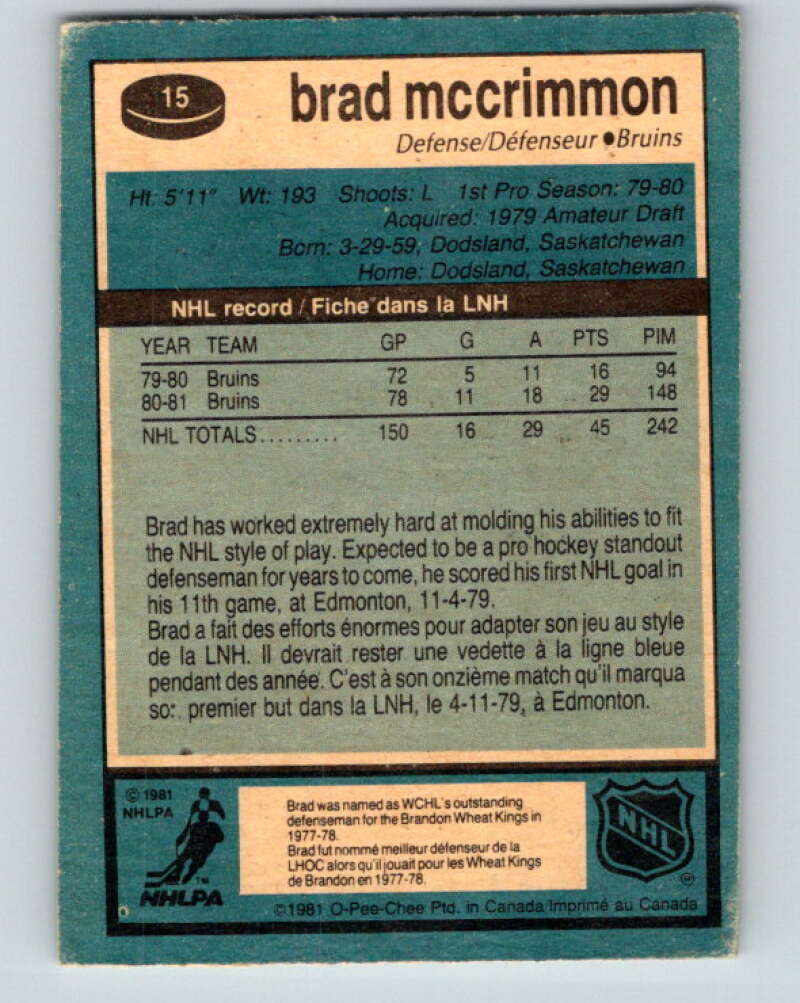 15
brad mccrimmon
Defense/Défenseur ● Bruins
Ht: 5'11" Wt: 193 Shoots: L 1st Pro Season: 79-80
Acquired: 1979 Amateur Draft
Born: 3-29-59, Dodsland, Saskatchewan
Home: Dodsland, Saskatchewan
NHL record / Fiche dans la LNH
YEAR TEAM GP G A PTS PIM
79-80 Bruins 72 5 11 16 94
80-81 Bruins 78 11 18 29 148
NHL TOTALS......... 150 16 29 45 242
Brad has worked extremely hard at molding his abilities to fit
the NHL style of play. Expected to be a pro hockey standout
defenseman for years to come, he scored his first NHL goal in
his 11th game, at Edmonton, 11-4-79.
Brad a fait des efforts énormes pour adapter son jeu au style
de la LNH. Il devrait rester une vedette à la ligne bleue
pendant des année. C'est à son onzième match qu'il marqua
so: premier but dans la LNH, le 4-11-79, à Edmonton.
© 1981
NHLPA
NHLPA
TM
Brad was named as WCHL's outstanding
defenseman for the Brandon Wheat Kings in
1977-78.
Brad fut nommé meilleur défenseur de la
LHOC alors qu'il jouait pour les Wheat Kings
de Brandon en 1977-78.
NHL
©1981 O-Pee-Chee Ptd. in Canada/Imprimé au Canada